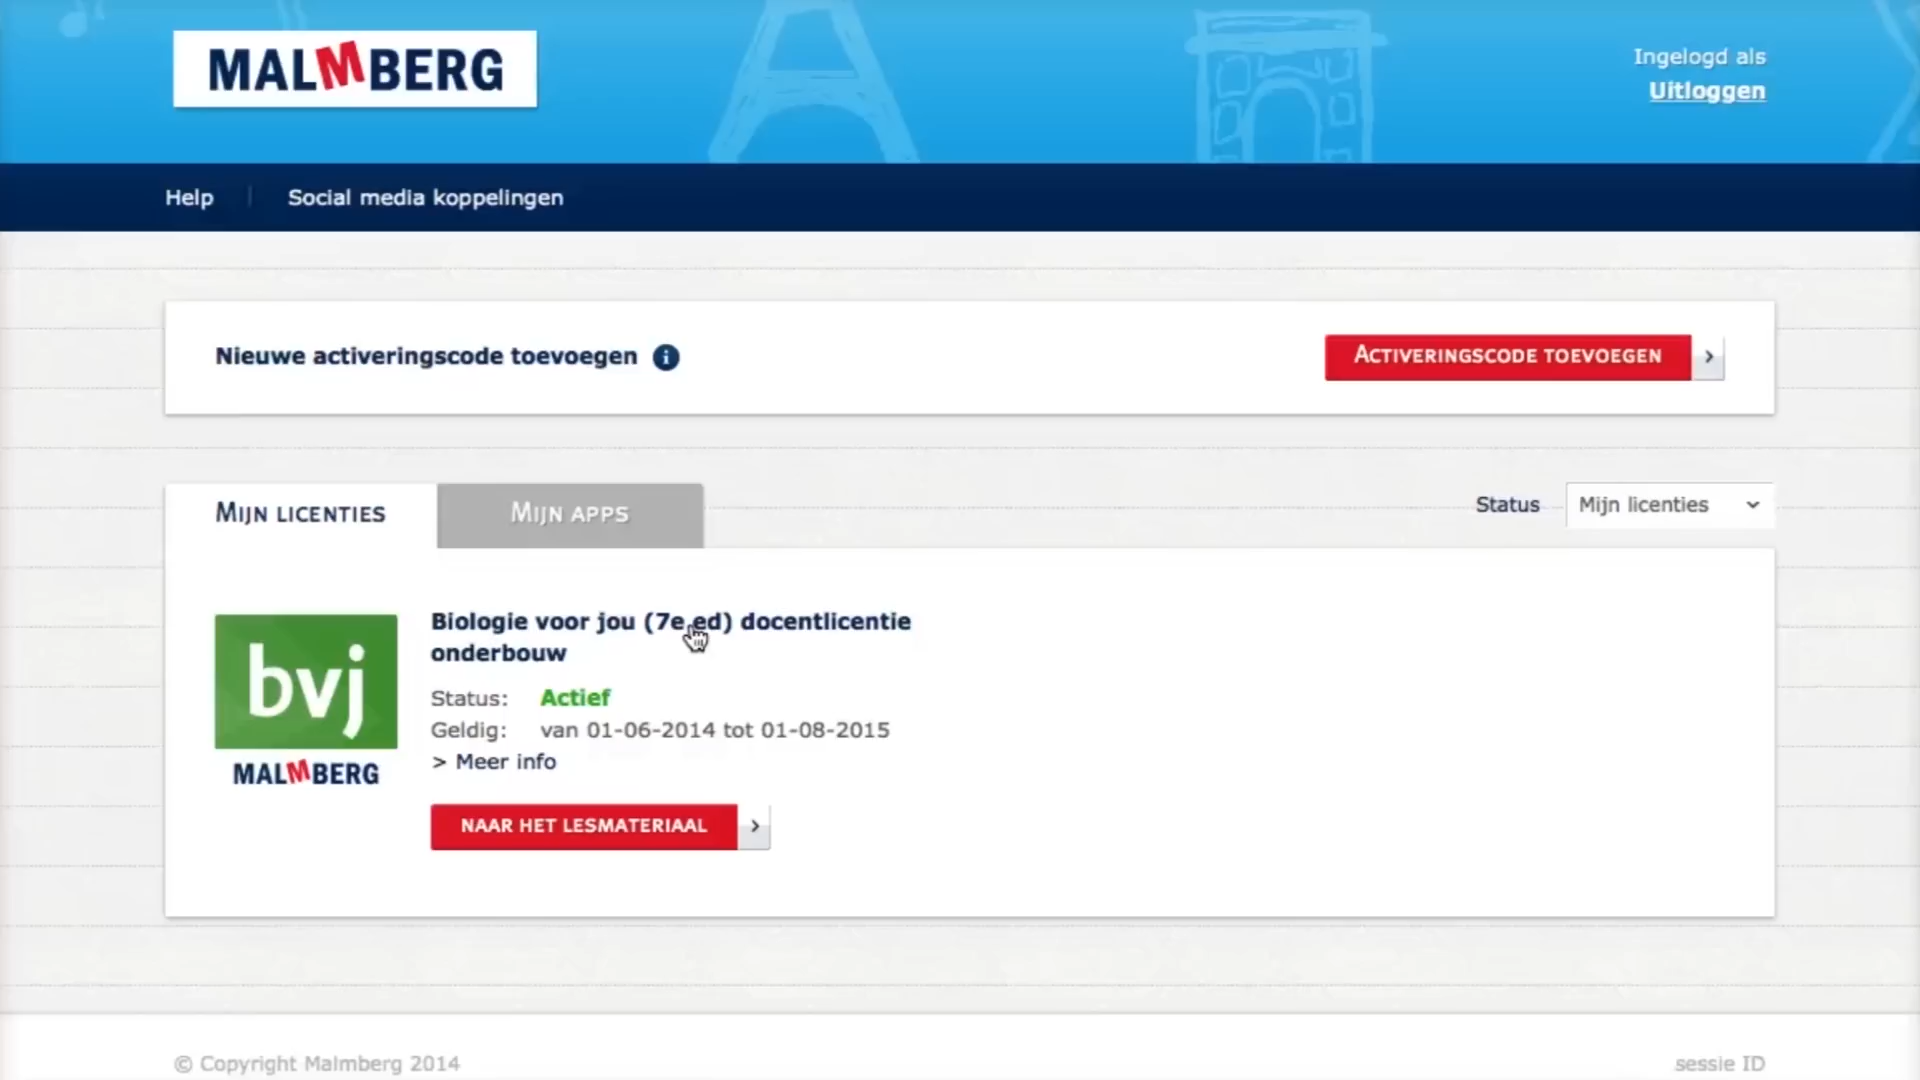 MALMBERG
Ingelogd als
Uitloggen
Help
Social media koppelingen
Nieuwe activeringscode toevoegen
i
ACTIVERINGSCODE TOEVOEGEN >
MIJN LICENTIES
MIJN APPS
Status
Mijn licenties
bvj
MALMBERG
Biologie voor jou (7e ed) docentlicentie
onderbouw
Status: Actief
Geldig: van 01-06-2014 tot 01-08-2015
> Meer info
NAAR HET LESMATERIAAL >
© Copyright Malmberg 2014
sessie ID